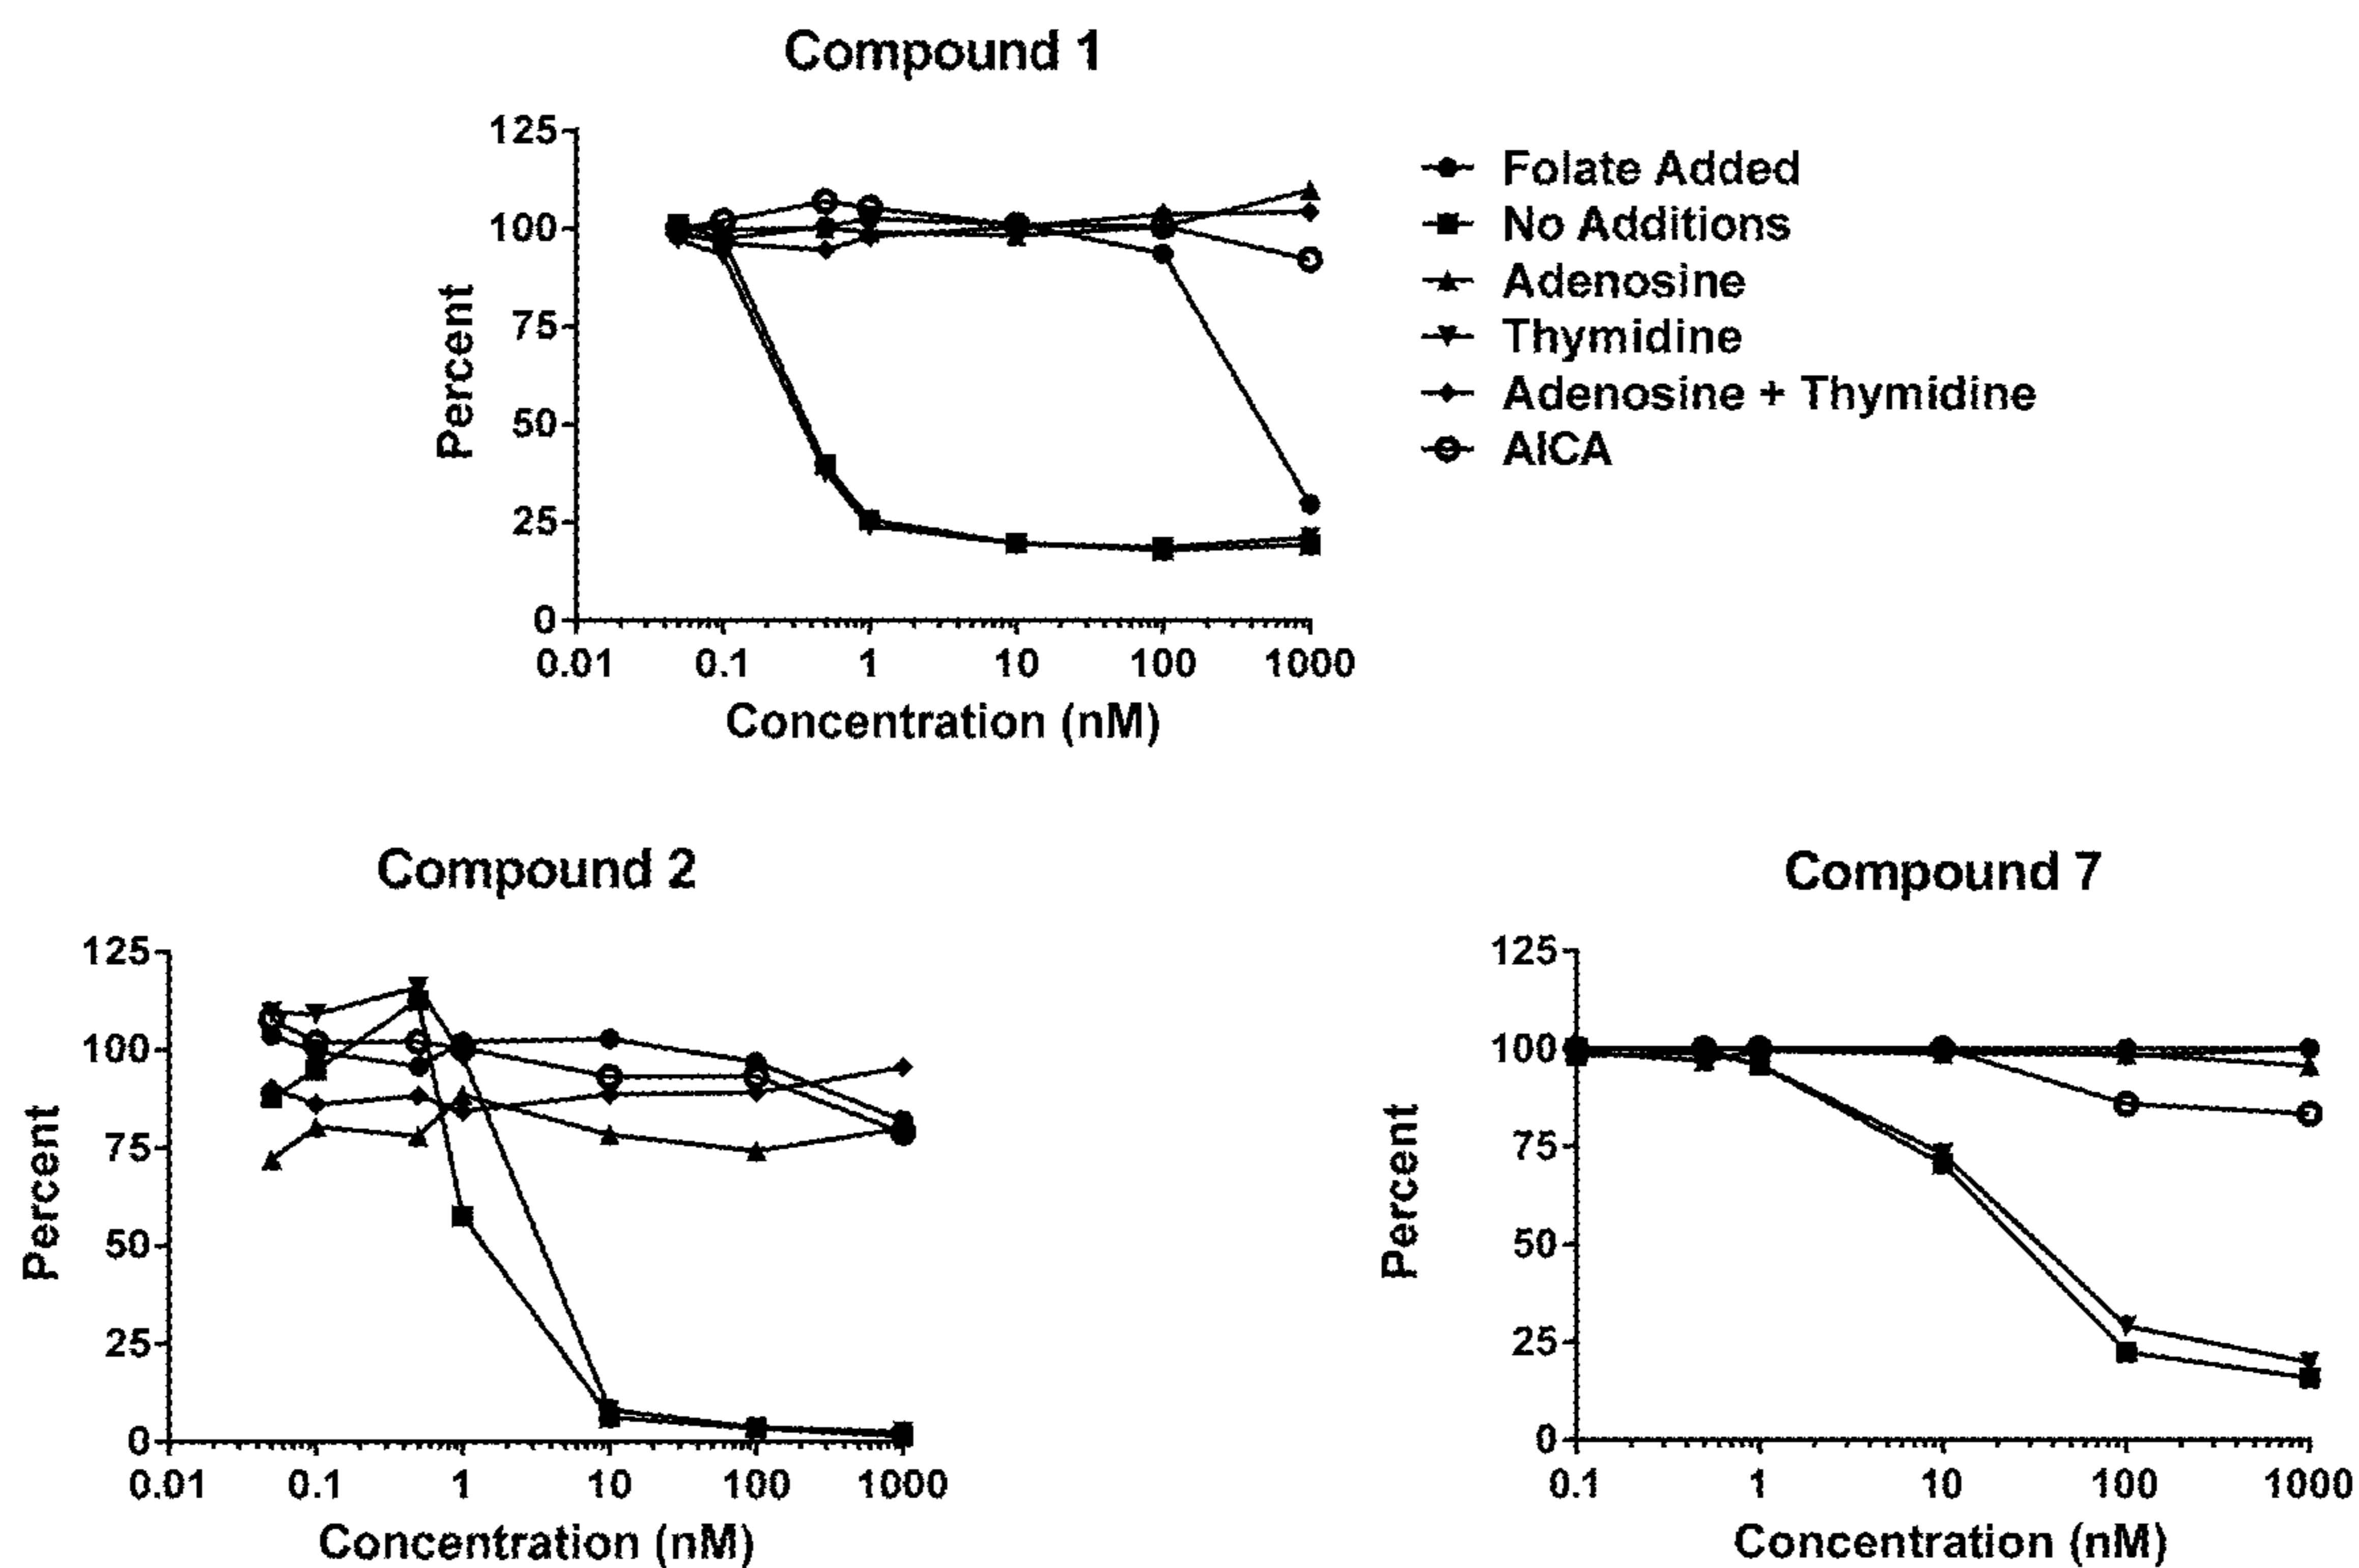 Compound 1
125
100
75
50
25
0
Percent
0.01 0.1 1 10 100 1000
Concentration (nM)
Folate Added
No Additions
Adenosine
Thymidine
Adenosine + Thymidine
AICA
Compound 2
125
100
75
50
25
0
Percent
0.01 0.1 1 10 100 1000
Concentration (nM)
Compound 7
125
100
75
50
25
0
Percent
0.1 1 10 100 1000
Concentration (nM)